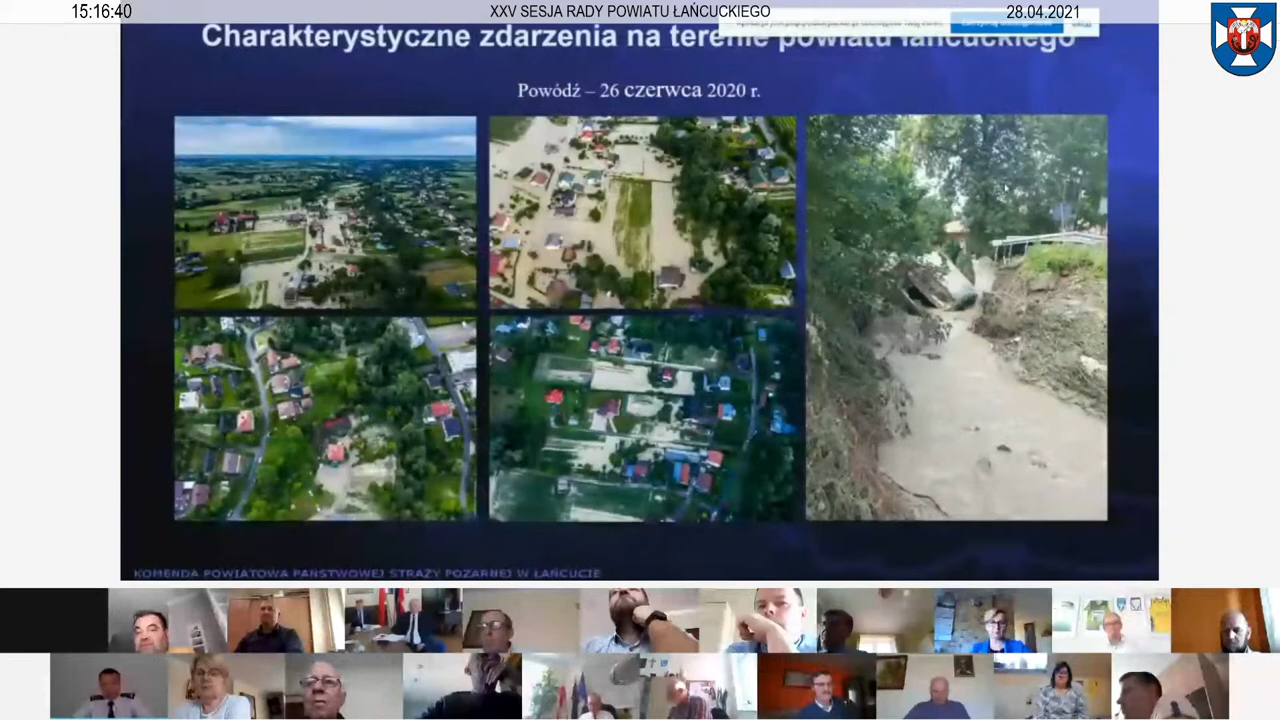 15:16:40
XXV SESJA RADY POWIATU ŁAŃCUCKIEGO
28.04.2021
Charakterystyczne zdarzenia na terenie powiatu łańcuckiego
Powódź – 26 czerwca 2020 r.
KOMENDA POWIATOWA PAŃSTWOWEJ STRAŻY POŻARNEJ W ŁAŃCUCIE